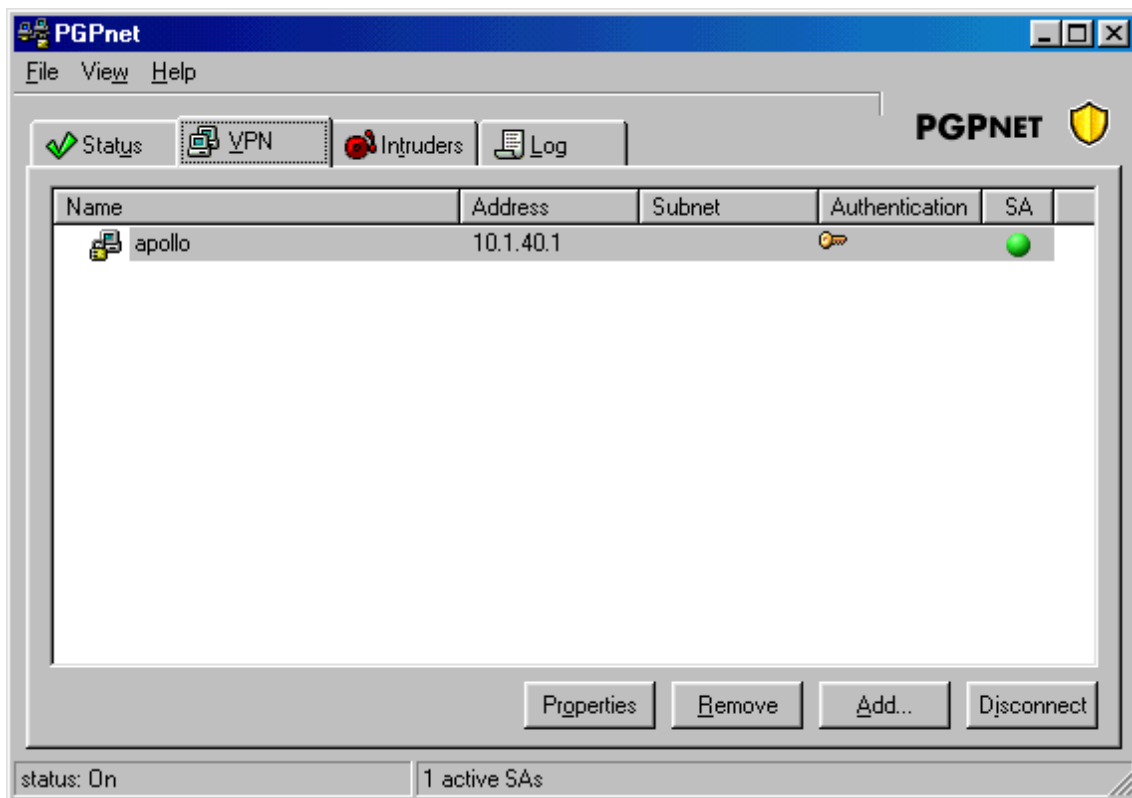 PGPnet
File View Help
Status VPN Intruders Log PGPNET
Name Address Subnet Authentication SA
apollo 10.1.40.1
Properties Remove Add... Disconnect
status: On 1 active SAs